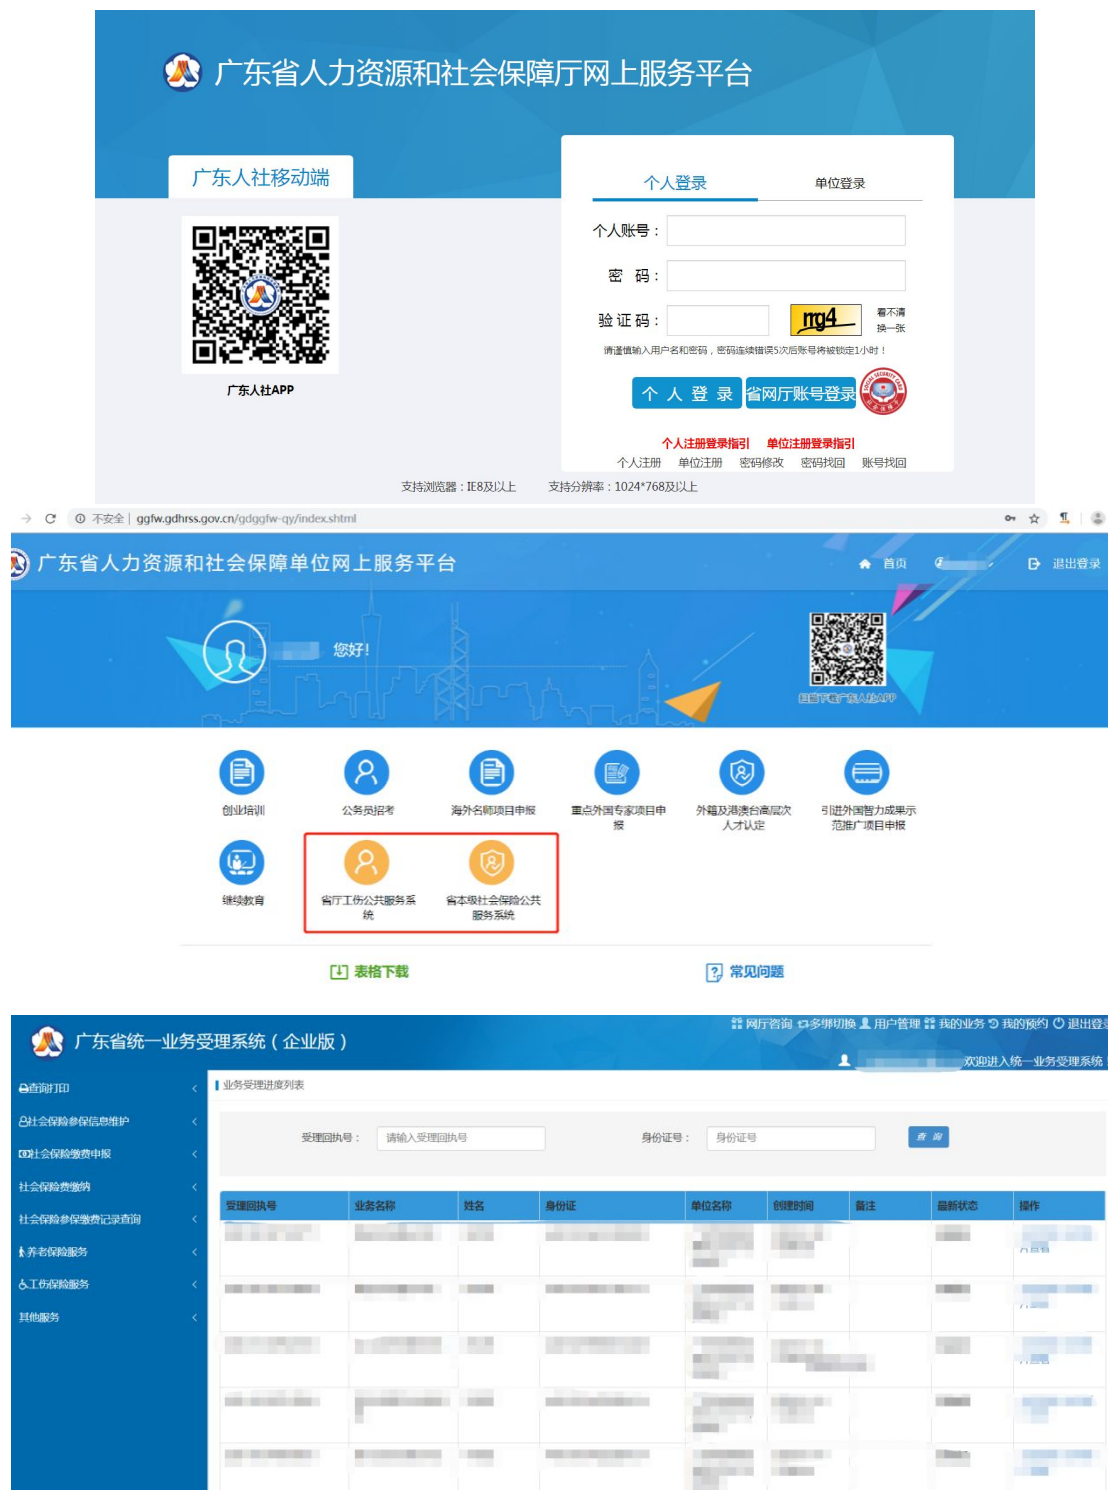 广东省人力资源和社会保障厅网上服务平台
广东人社移动端
广东人社APP
个人登录
单位登录
个人账号：
密 码：
验证码：
mg4
看不清
换一张
请谨慎输入用户名和密码，密码连续错误5次后账号将被锁定1小时！
个 人 登 录
省网厅账号登录
个人注册登录指引 单位注册登录指引
个人注册 单位注册 密码修改 密码找回 账号找回
支持浏览器：IE8及以上 支持分辨率：1024*768及以上
不安全 | ggfw.gdhrss.gov.cn/gdggfw-qy/index.shtml
广东省人力资源和社会保障单位网上服务平台
首页
退出登录
您好！
扫描下载广东人社APP
创业培训
公务员招考
海外名师项目申报
重点外国专家项目申
报
外籍及港澳台高层次
人才认定
引进外国智力成果示
范推广项目申报
继续教育
省厅工伤公共服务系
统
省本级社会保险公共
服务系统
表格下载
常见问题
广东省统一业务受理系统（企业版）
网厅咨询 多绑切换 用户管理 我的业务 我的预约 退出登录
欢迎进入统一业务受理系统！
查询打印
社会保险参保信息维护
社会保险缴费申报
社会保险费缴纳
社会保险参保缴费记录查询
养老保险服务
工伤保险服务
其他服务
业务受理进度列表
受理回执号： 请输入受理回执号
身份证号： 身份证号
查 询
受理回执号 业务名称 姓名 身份证 单位名称 创建时间 备注 最新状态 操作